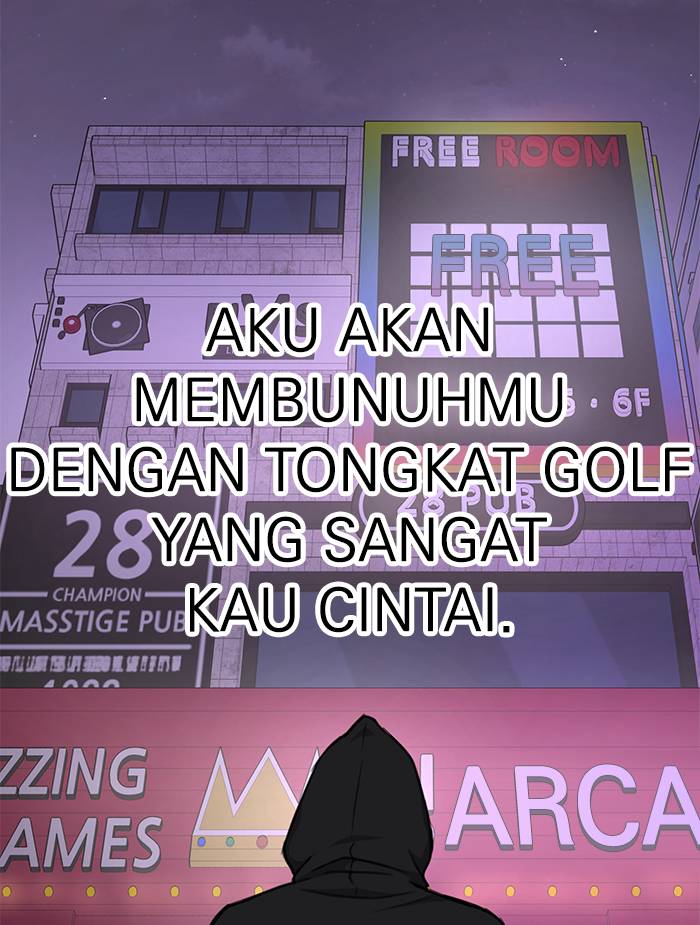 FREE ROOM
FREE
· 6F
AKU AKAN
MEMBUNUHMU
DENGAN TONGKAT GOLF
YANG SANGAT
KAU CINTAI.
28 PUB
28
CHAMPION
MASSTIGE PUB
ZZING
AMES
ARCA